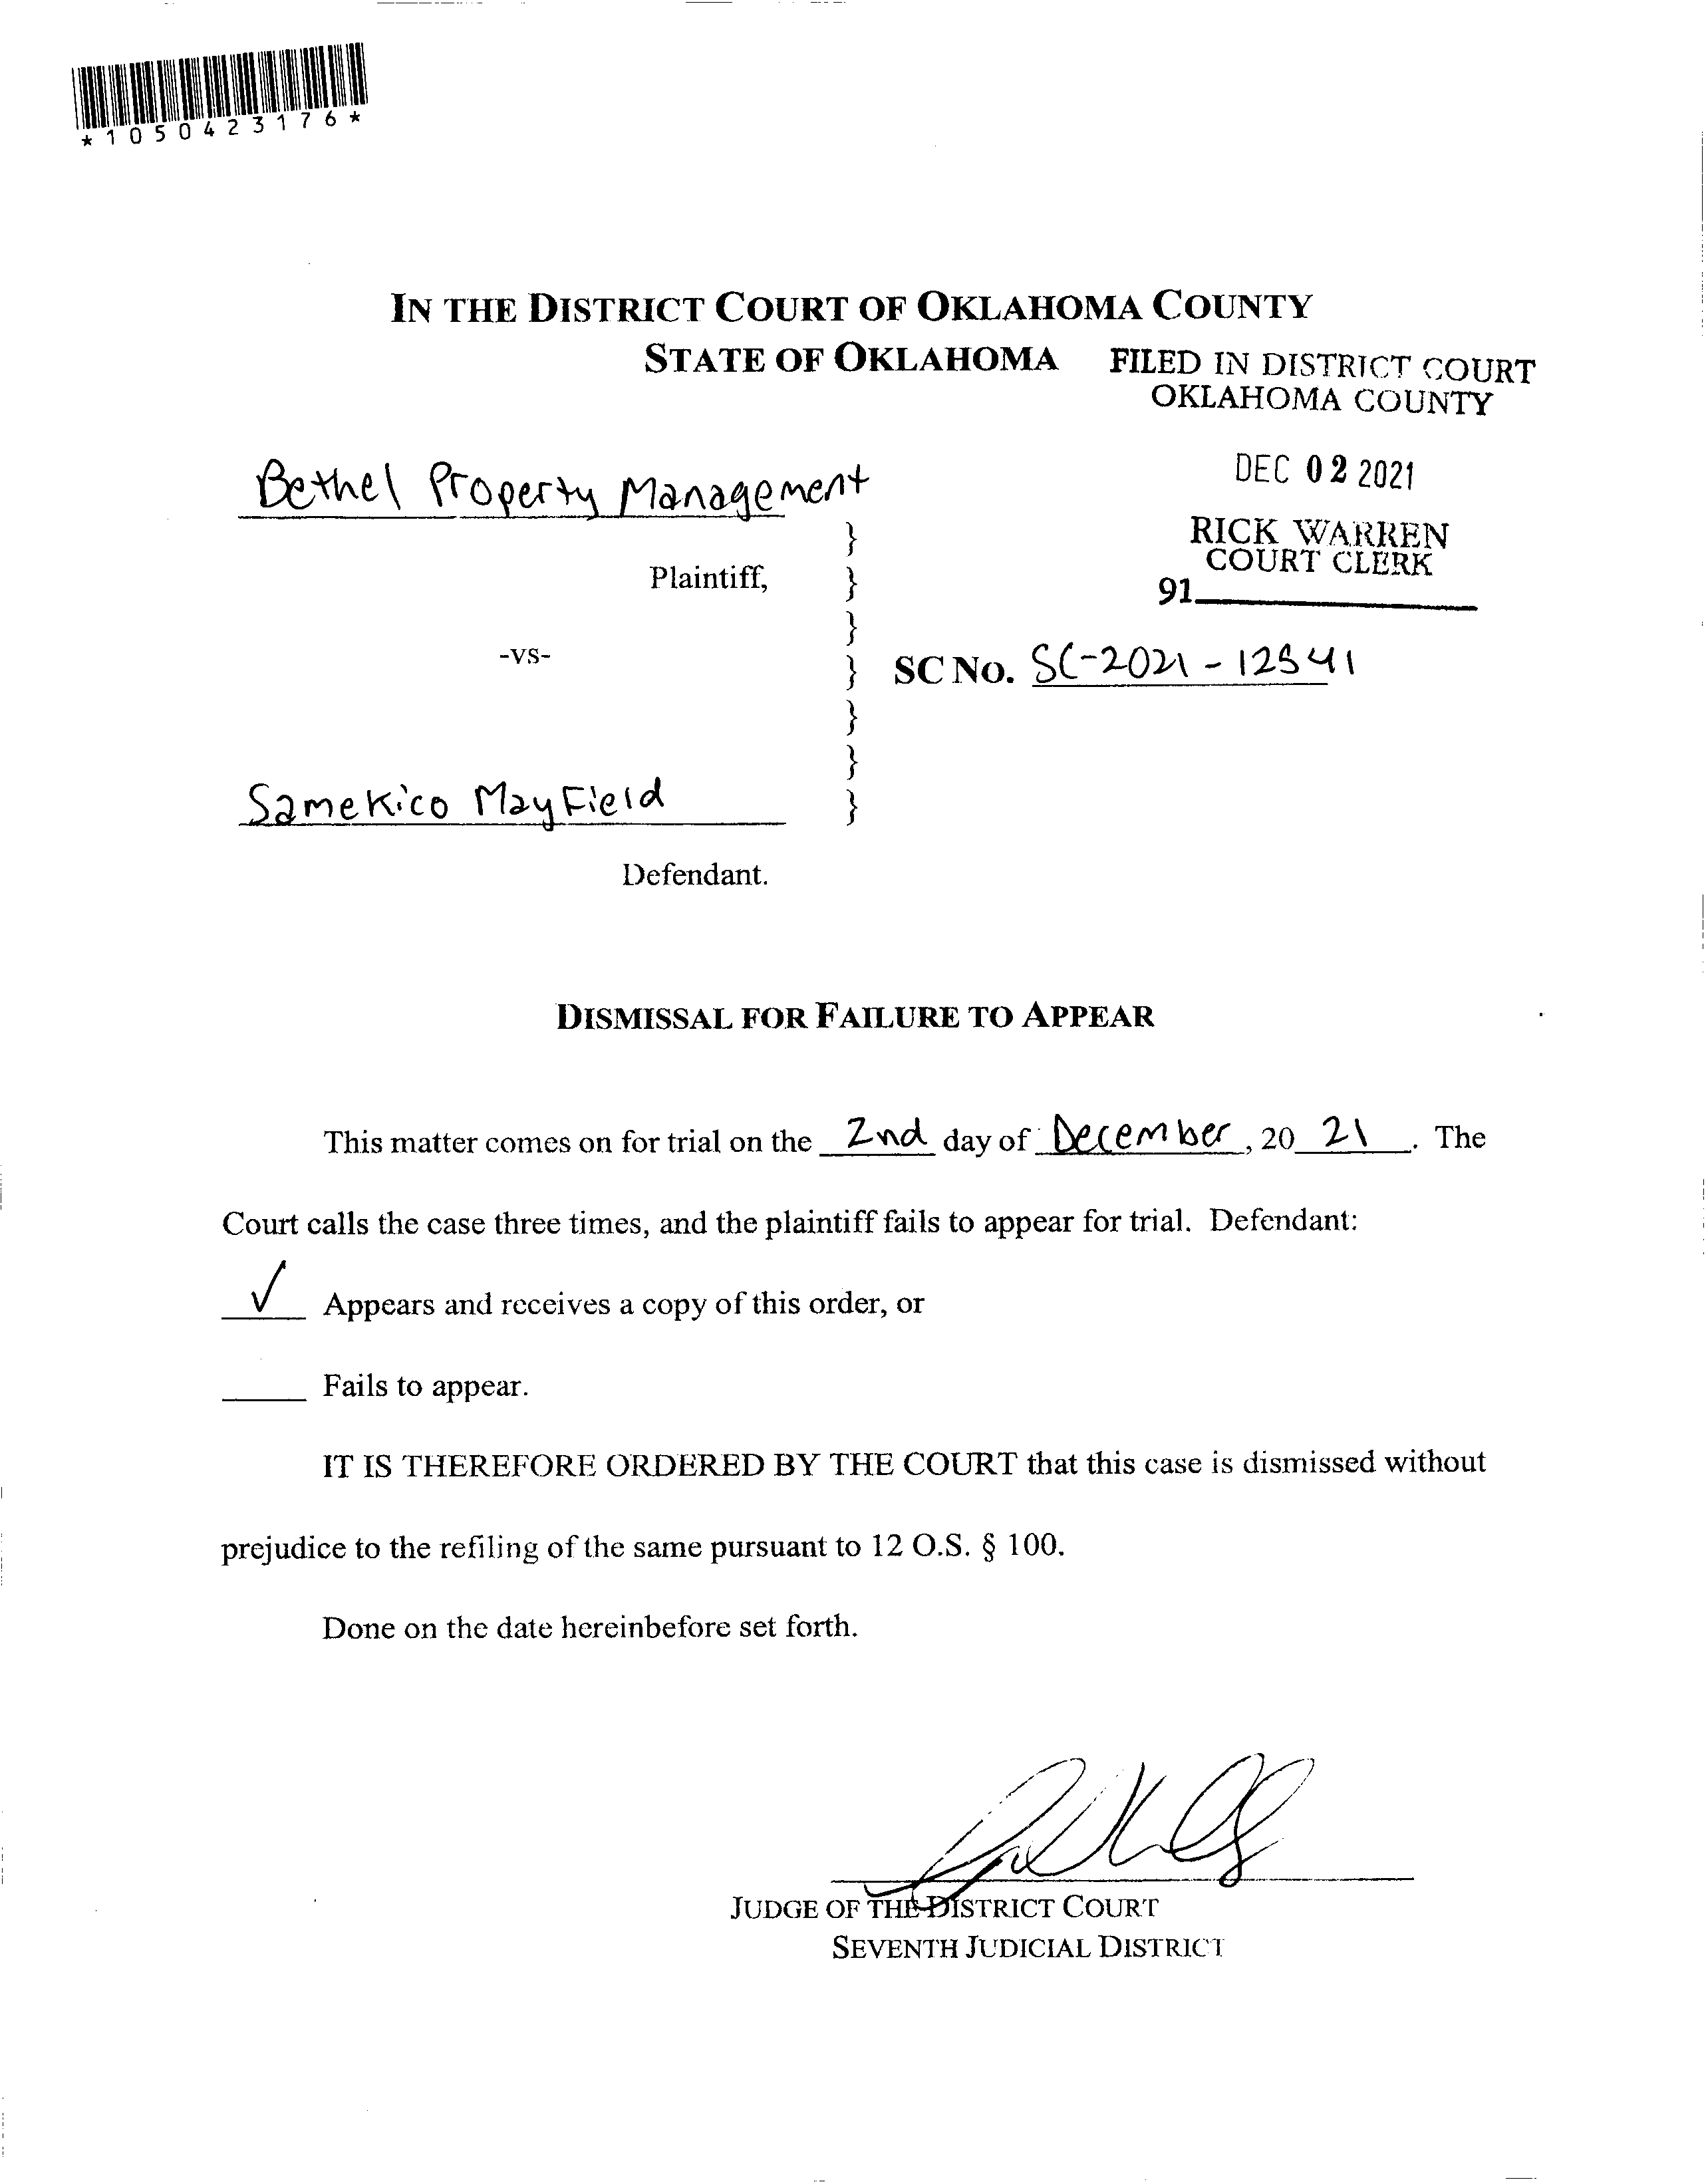 *1050423176*
IN THE DISTRICT COURT OF OKLAHOMA COUNTY
STATE OF OKLAHOMA
FILED IN DISTRICT COURT
OKLAHOMA COUNTY
DEC 02 2021
RICK WARREN
COURT CLERK
91
Bethel Property Management
}
Plaintiff, }
}
-vs- } SC NO. SC-2021-12541
}
}
Samekico Mayfield }
Defendant.
DISMISSAL FOR FAILURE TO APPEAR
This matter comes on for trial on the 2nd day of December, 20 21. The
Court calls the case three times, and the plaintiff fails to appear for trial. Defendant:
✓ Appears and receives a copy of this order, or
Fails to appear.
IT IS THEREFORE ORDERED BY THE COURT that this case is dismissed without
prejudice to the refiling of the same pursuant to 12 O.S. § 100.
Done on the date hereinbefore set forth.
JUDGE OF THE DISTRICT COURT
SEVENTH JUDICIAL DISTRICT